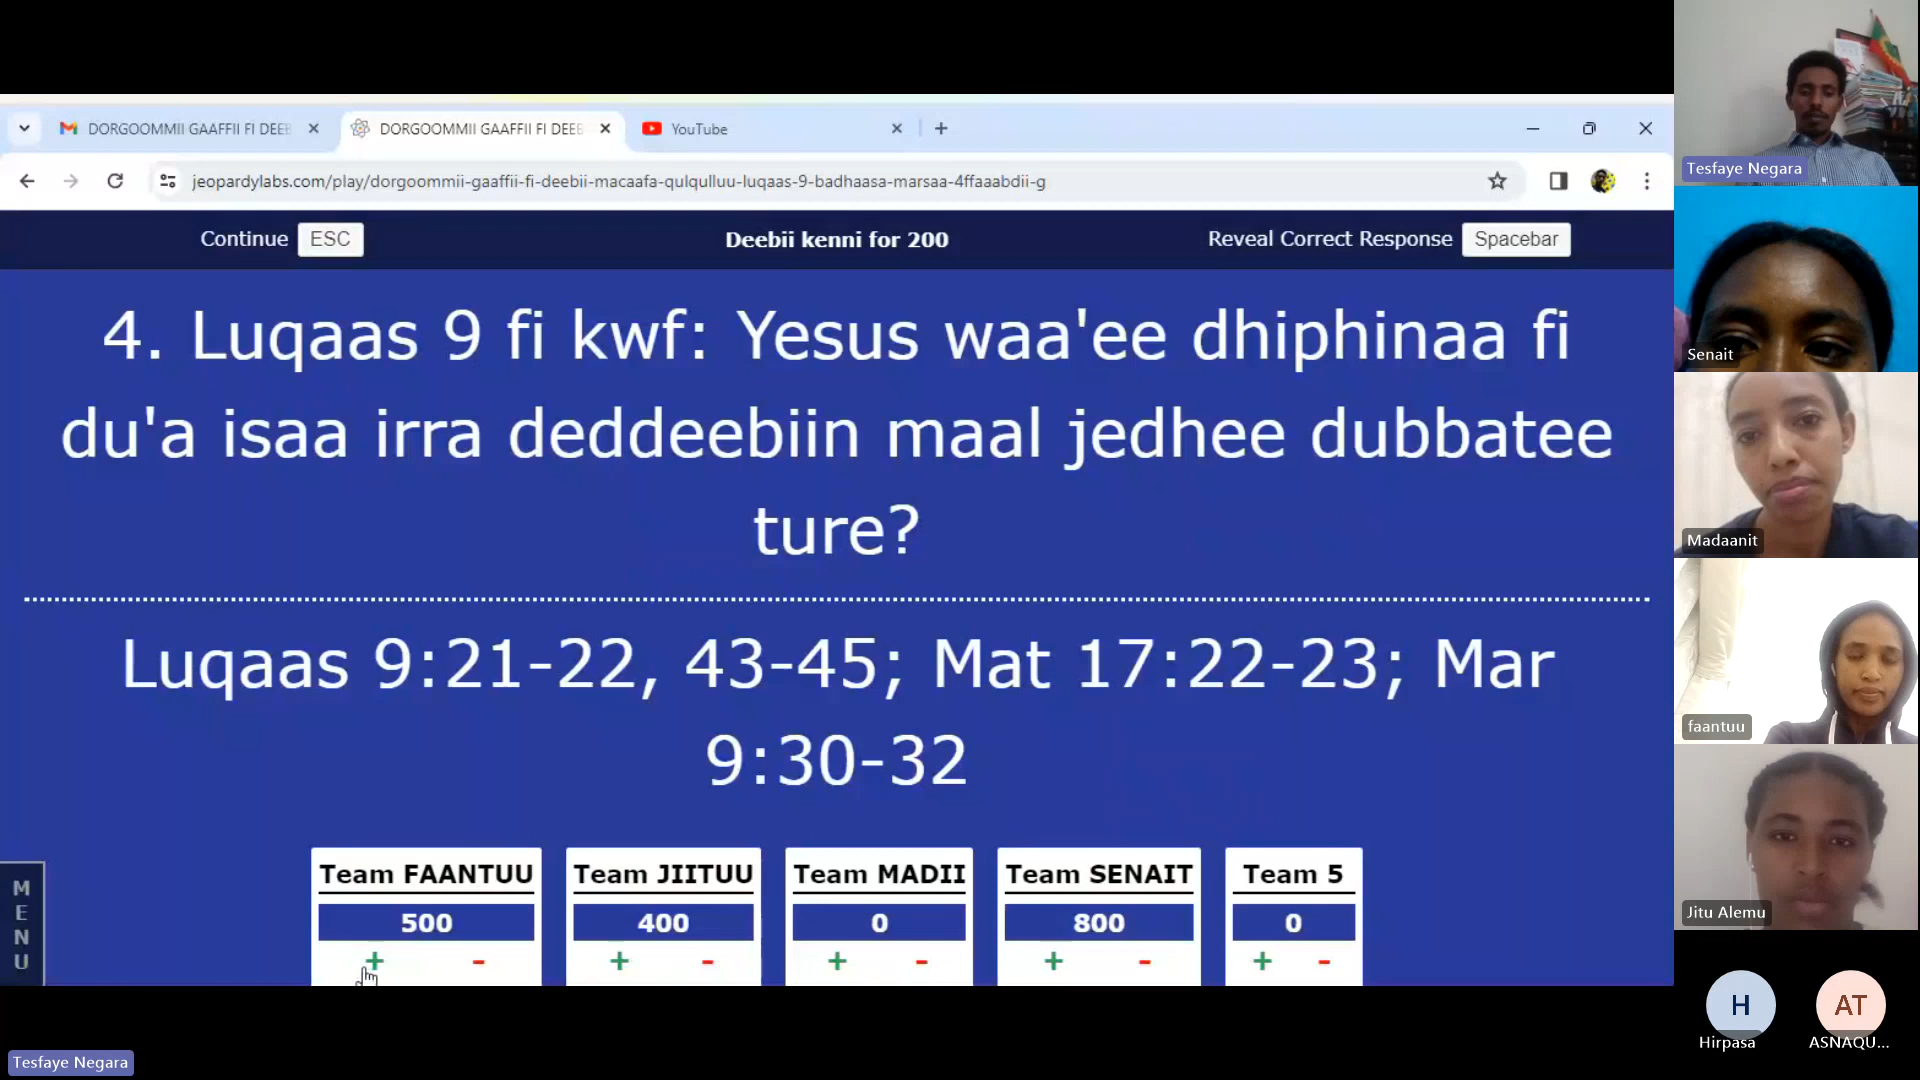 DORGOOMMII GAAFFII FI DEEB
DORGOOMMII GAAFFII FI DEEB
YouTube
jeopardylabs.com/play/dorgoommii-gaaffii-fi-deebii-macaafa-qulqulluu-luqaas-9-badhaasa-marsaa-4ffaaabdii-g
Continue ESC
Deebii kenni for 200
Reveal Correct Response Spacebar
4. Luqaas 9 fi kwf: Yesus waa'ee dhiphinaa fi
du'a isaa irra deddeebiin maal jedhee dubbatee
ture?
Luqaas 9:21-22, 43-45; Mat 17:22-23; Mar
9:30-32
MENU
Team FAANTUU
500
+ -
Team JIITUU
400
+ -
Team MADII
0
+ -
Team SENAIT
800
+ -
Team 5
0
+ -
Tesfaye Negara
Senait
Madaanit
faantuu
Jitu Alemu
H
Hirpasa
AT
ASNAQU...
Tesfaye Negara